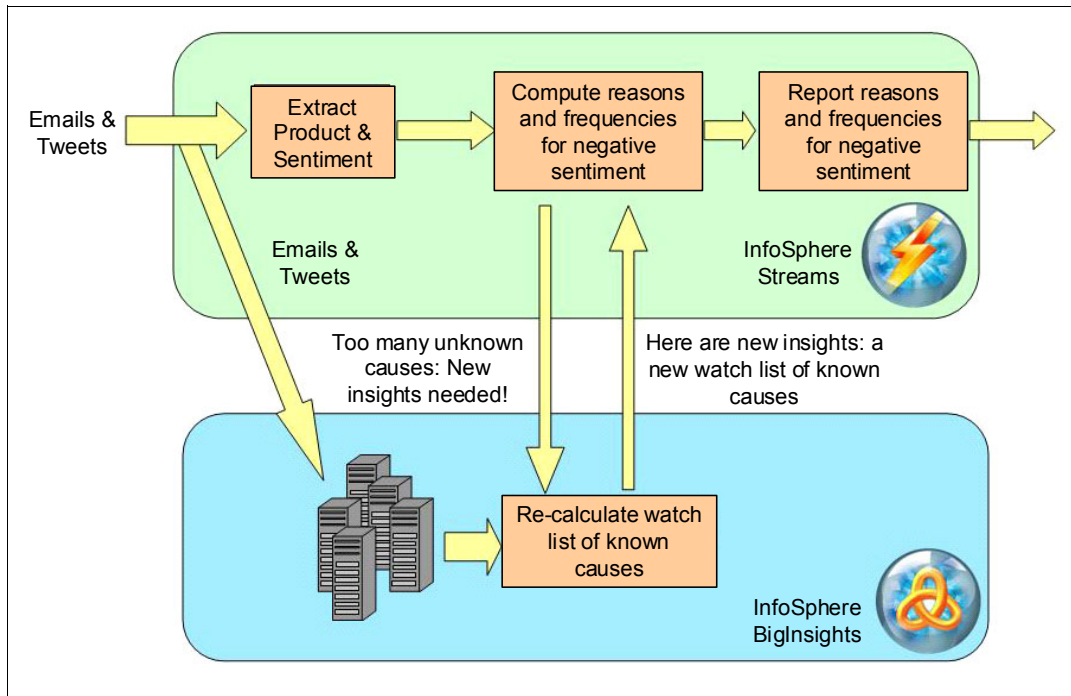 Emails &
Tweets
Extract
Product &
Sentiment
Compute reasons
and frequencies
for negative
sentiment
Report reasons
and frequencies
for negative
sentiment
Emails &
Tweets
InfoSphere
Streams
Too many unknown
causes: New
insights needed!
Here are new insights: a
new watch list of known
causes
Re-calculate watch
list of known
causes
InfoSphere
BigInsights